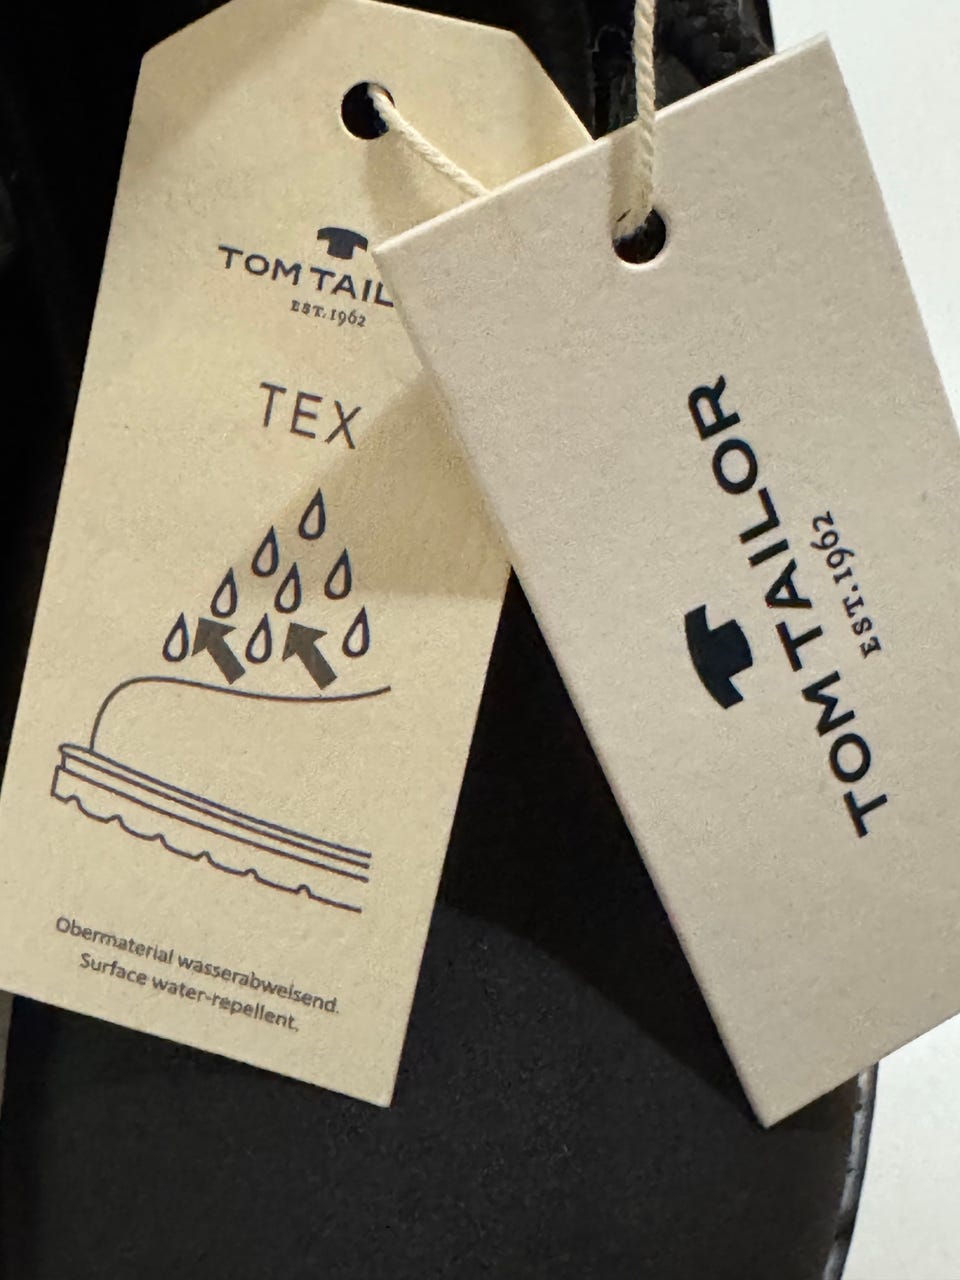 TOM TAIL
EST. 1962
TEX
Obermaterial wasserabweisend.
Surface water-repellent.
TOM TAILOR
EST. 1962